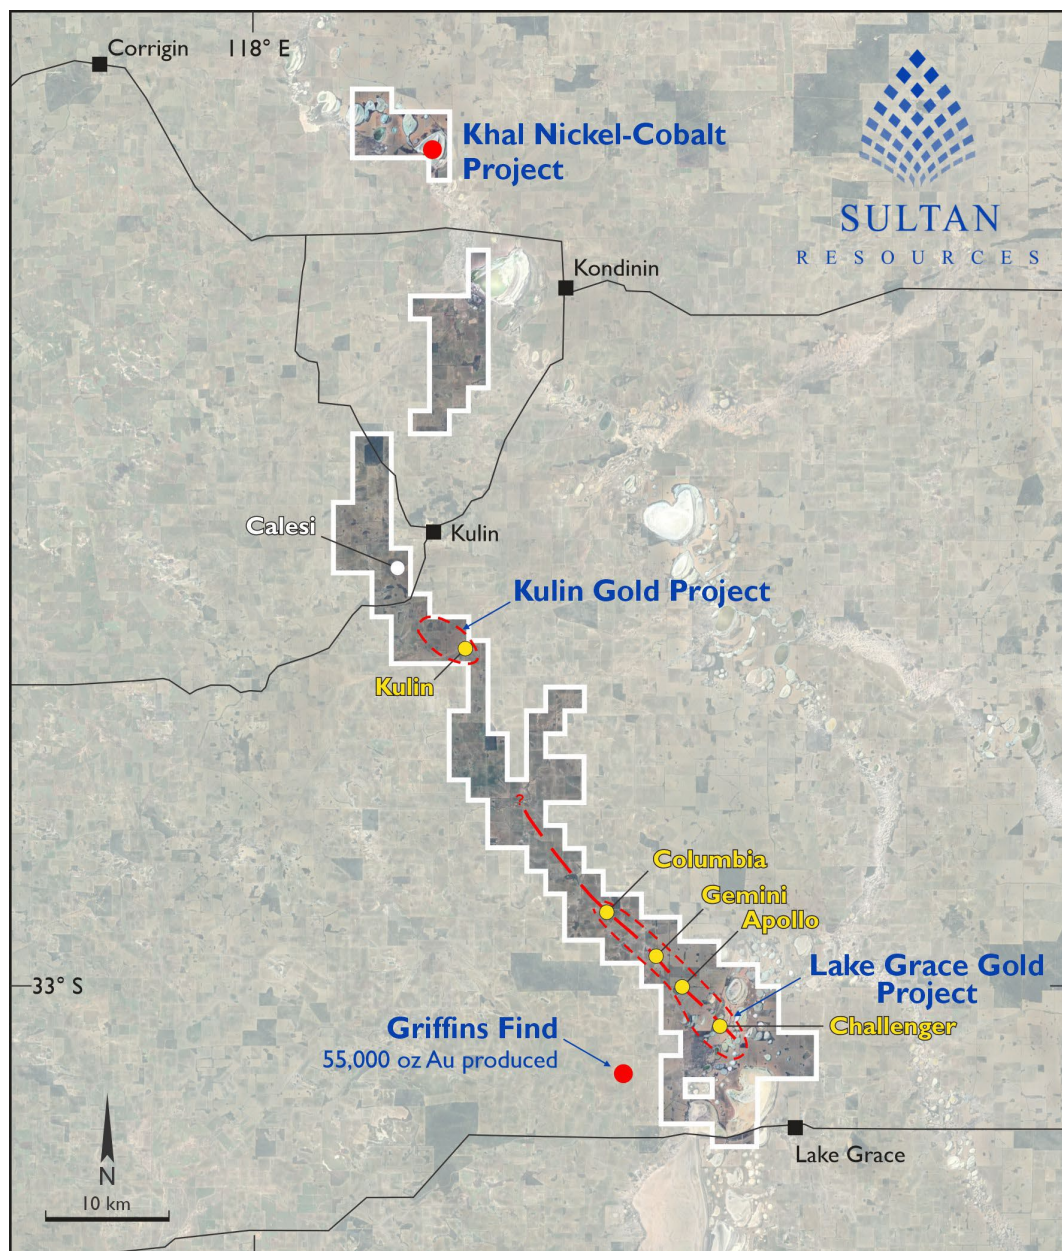 Corrigin
118° E
Khal Nickel-Cobalt
Project
SULTAN
RESOURCES
Kondinin
Calesi
Kulin
Kulin Gold Project
Kulin
?
Columbia
Gemini
Apollo
33° S
Lake Grace Gold
Project
Griffins Find
55,000 oz Au produced
Challenger
N
10 km
Lake Grace